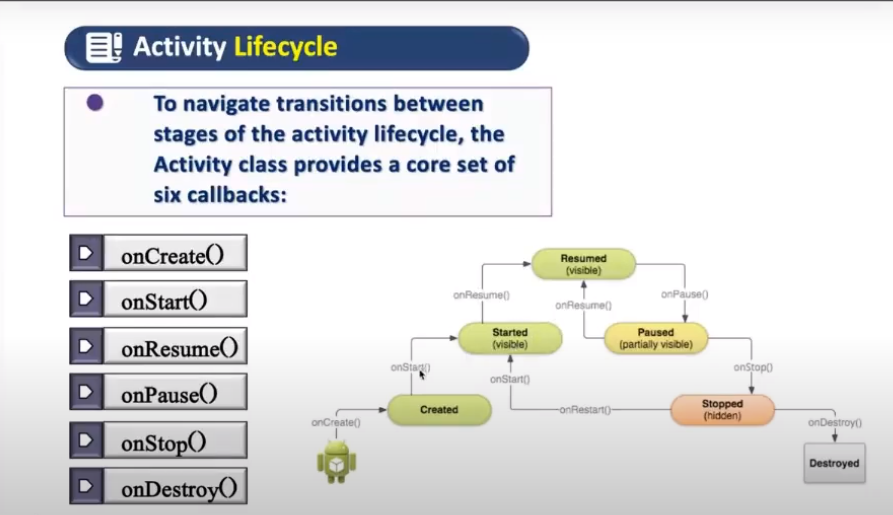 Activity Lifecycle
To navigate transitions between
stages of the activity lifecycle, the
Activity class provides a core set of
six callbacks:
onCreate()
onStart()
onResume()
onPause()
onStop()
onDestroy()
Resumed
(visible)
onResume()
onResume()
onPause()
Started
(visible)
Paused
(partially visible)
onStart()
onStart()
onStop()
Created
onRestart()
Stopped
(hidden)
onCreate()
onDestroy()
Destroyed